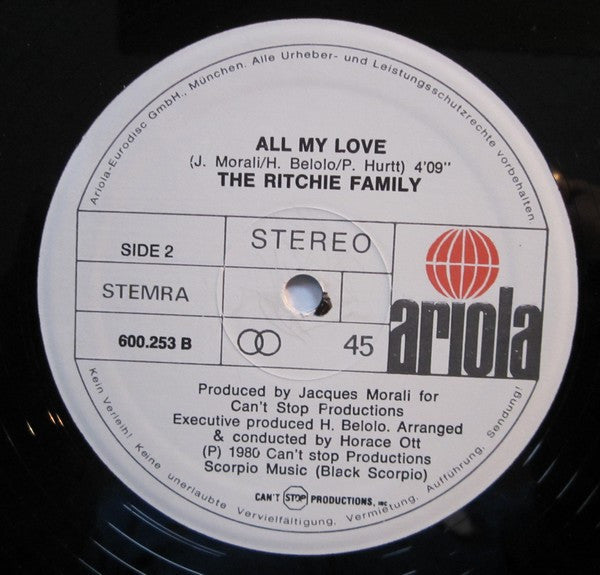 Ariola-Eurodisc GmbH., München. Alle Urheber- und Leistungsschutzrechte vorbehalten.
ALL MY LOVE
(J. Morali/H. Belolo/P. Hurtt) 4'09"
THE RITCHIE FAMILY
SIDE 2
STEREO
STEMRA
600.253 B
45
ariola
Produced by Jacques Morali for
Can't Stop Productions
Executive produced H. Belolo. Arranged
& conducted by Horace Ott
(P) 1980 Can't stop Productions
Scorpio Music (Black Scorpio)
CAN'T STOP PRODUCTIONS, INC.
Kein Verleih! Keine unerlaubte Vervielfältigung, Vermietung, Aufführung, Sendung!